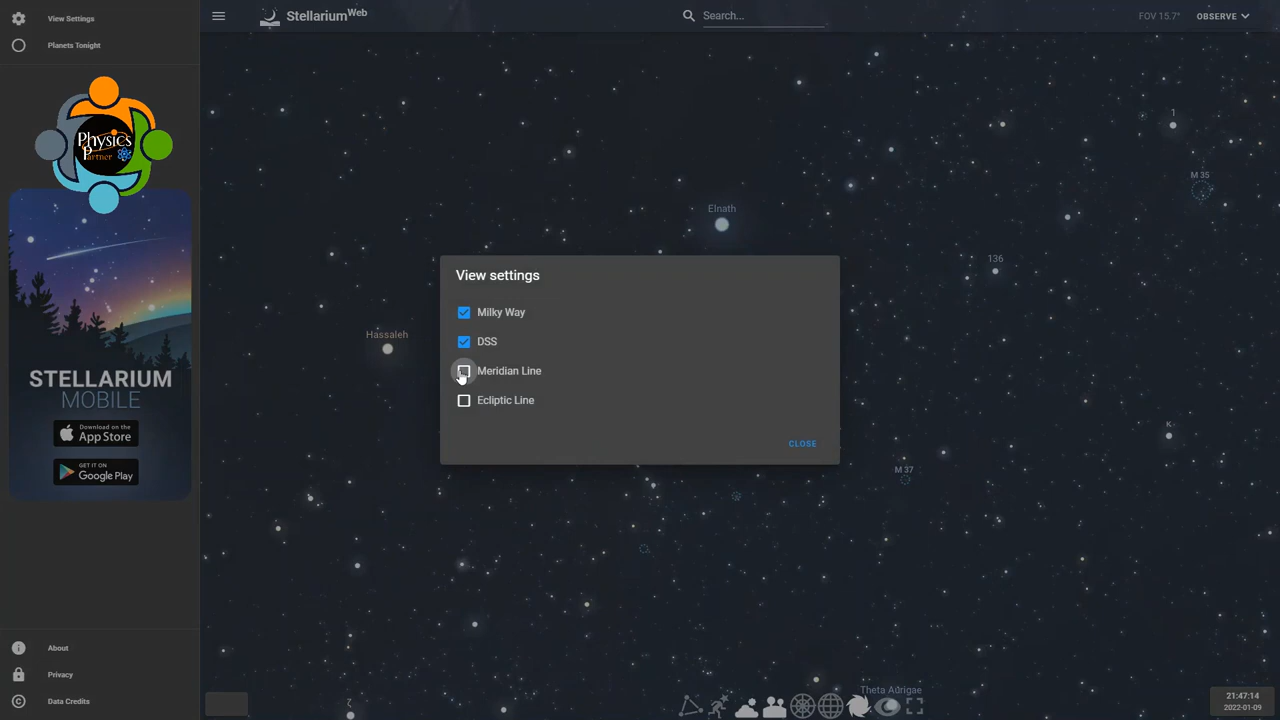 View Settings
Planets Tonight
Physics
Partner
STELLARIUM
MOBILE
Download on the
App Store
GET IT ON
Google Play
About
Privacy
Data Credits
StellariumWeb
Search...
FOV 15.7°
OBSERVE
1
M 35
Elnath
136
Hassaleh
View settings
Milky Way
DSS
Meridian Line
Ecliptic Line
CLOSE
K
M 37
Theta Aurigae
ζ
21:47:14
2022-01-09